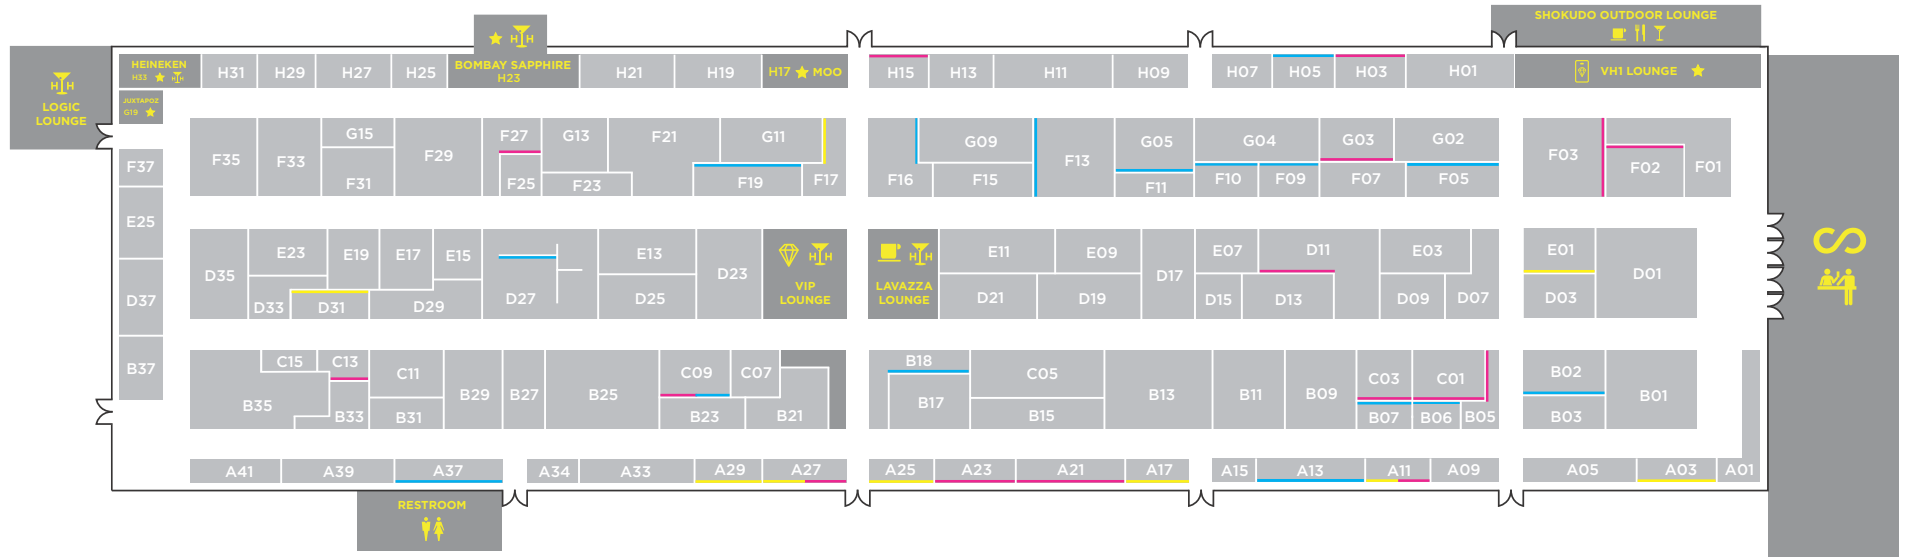 SHOKUDO OUTDOOR LOUNGE
H H
HEINEKEN
H33 H H
H31
H29
H27
H25
BOMBAY SAPPHIRE
H23
H21
H19
H17 MOO
H15
H13
H11
H09
H07
H05
H03
H01
VH1 LOUNGE
H H
LOGIC
LOUNGE
JUXTAPOZ
G19
F35
F33
G15
F31
F29
F27
F25
G13
F23
F21
G11
F19
F17
F16
G09
F15
F13
G05
F11
G04
F10
F09
G03
F07
G02
F05
F03
F02
F01
F37
E25
D37
B37
D35
E23
D33
E19
D31
E17
D29
E15
D27
E13
D25
D23
H H
VIP
LOUNGE
H H
LAVAZZA
LOUNGE
E11
D21
E09
D19
D17
E07
D15
D11
D13
E03
D09
D07
E01
D03
D01
B35
C15
C13
B33
C11
B31
B29
B27
B25
C09
B23
C07
B21
B18
B17
C05
B15
B13
B11
B09
C03
B07
C01
B06
B05
B02
B03
B01
A41
A39
A37
A34
A33
A29
A27
A25
A23
A21
A17
A15
A13
A11
A09
A05
A03
A01
RESTROOM